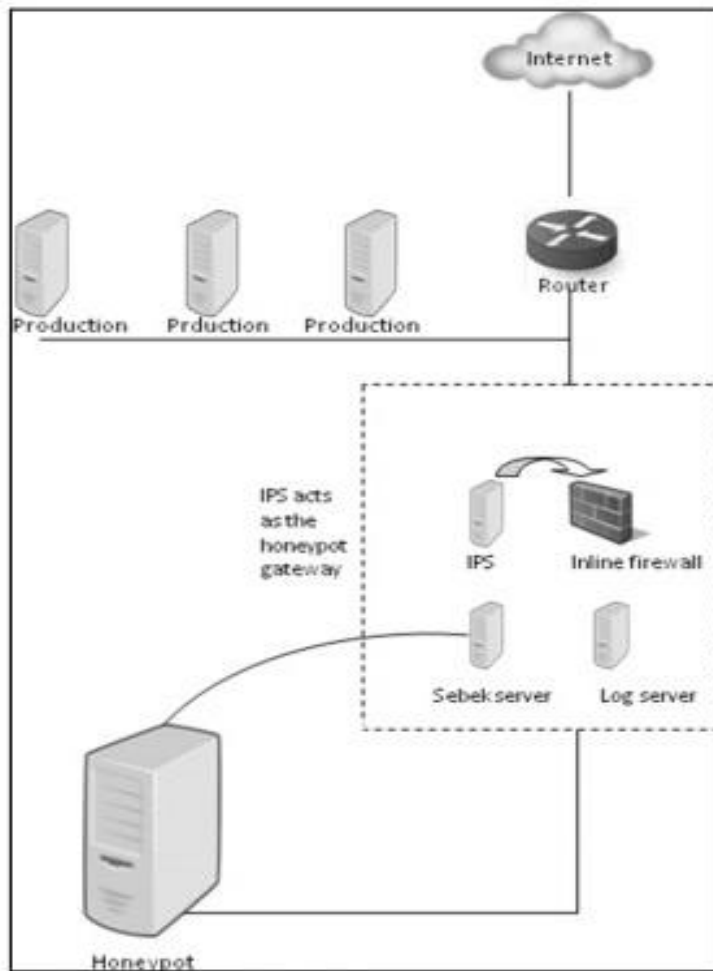 Internet
Router
Production
Prduction
Production
IPS acts
as the
honeypot
gateway
IPS
Inline firewall
Sebek server
Log server
Honeypot